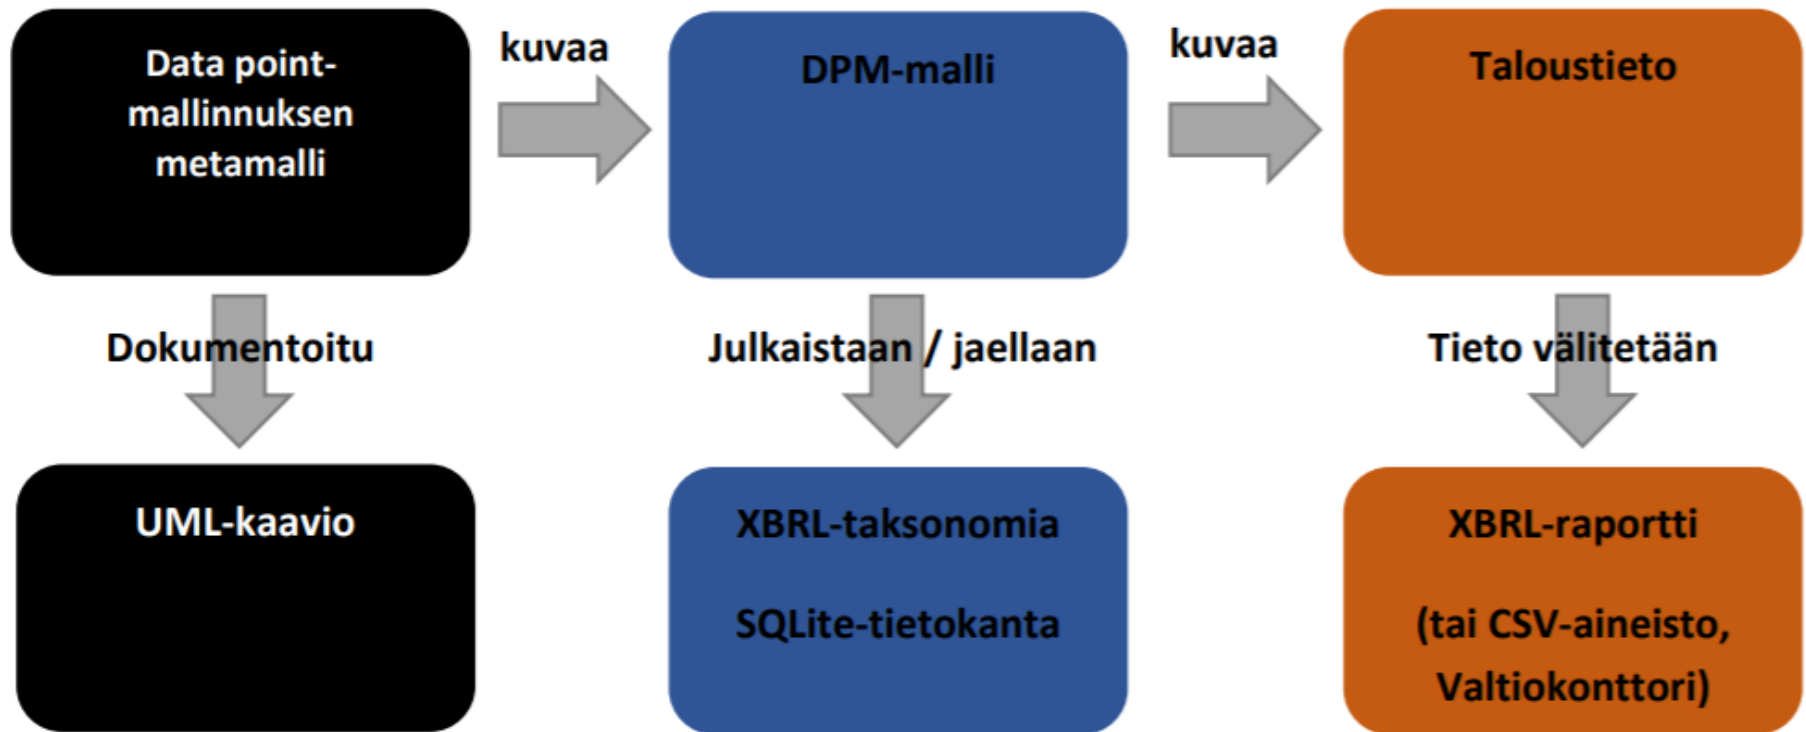 Data point-
mallinnuksen
metamalli
kuvaa
DPM-malli
kuvaa
Taloustieto
Dokumentoitu
Julkaistaan / jaellaan
Tieto välitetään
UML-kaavio
XBRL-taksonomia
SQLite-tietokanta
XBRL-raportti
(tai CSV-aineisto,
Valtiokonttori)